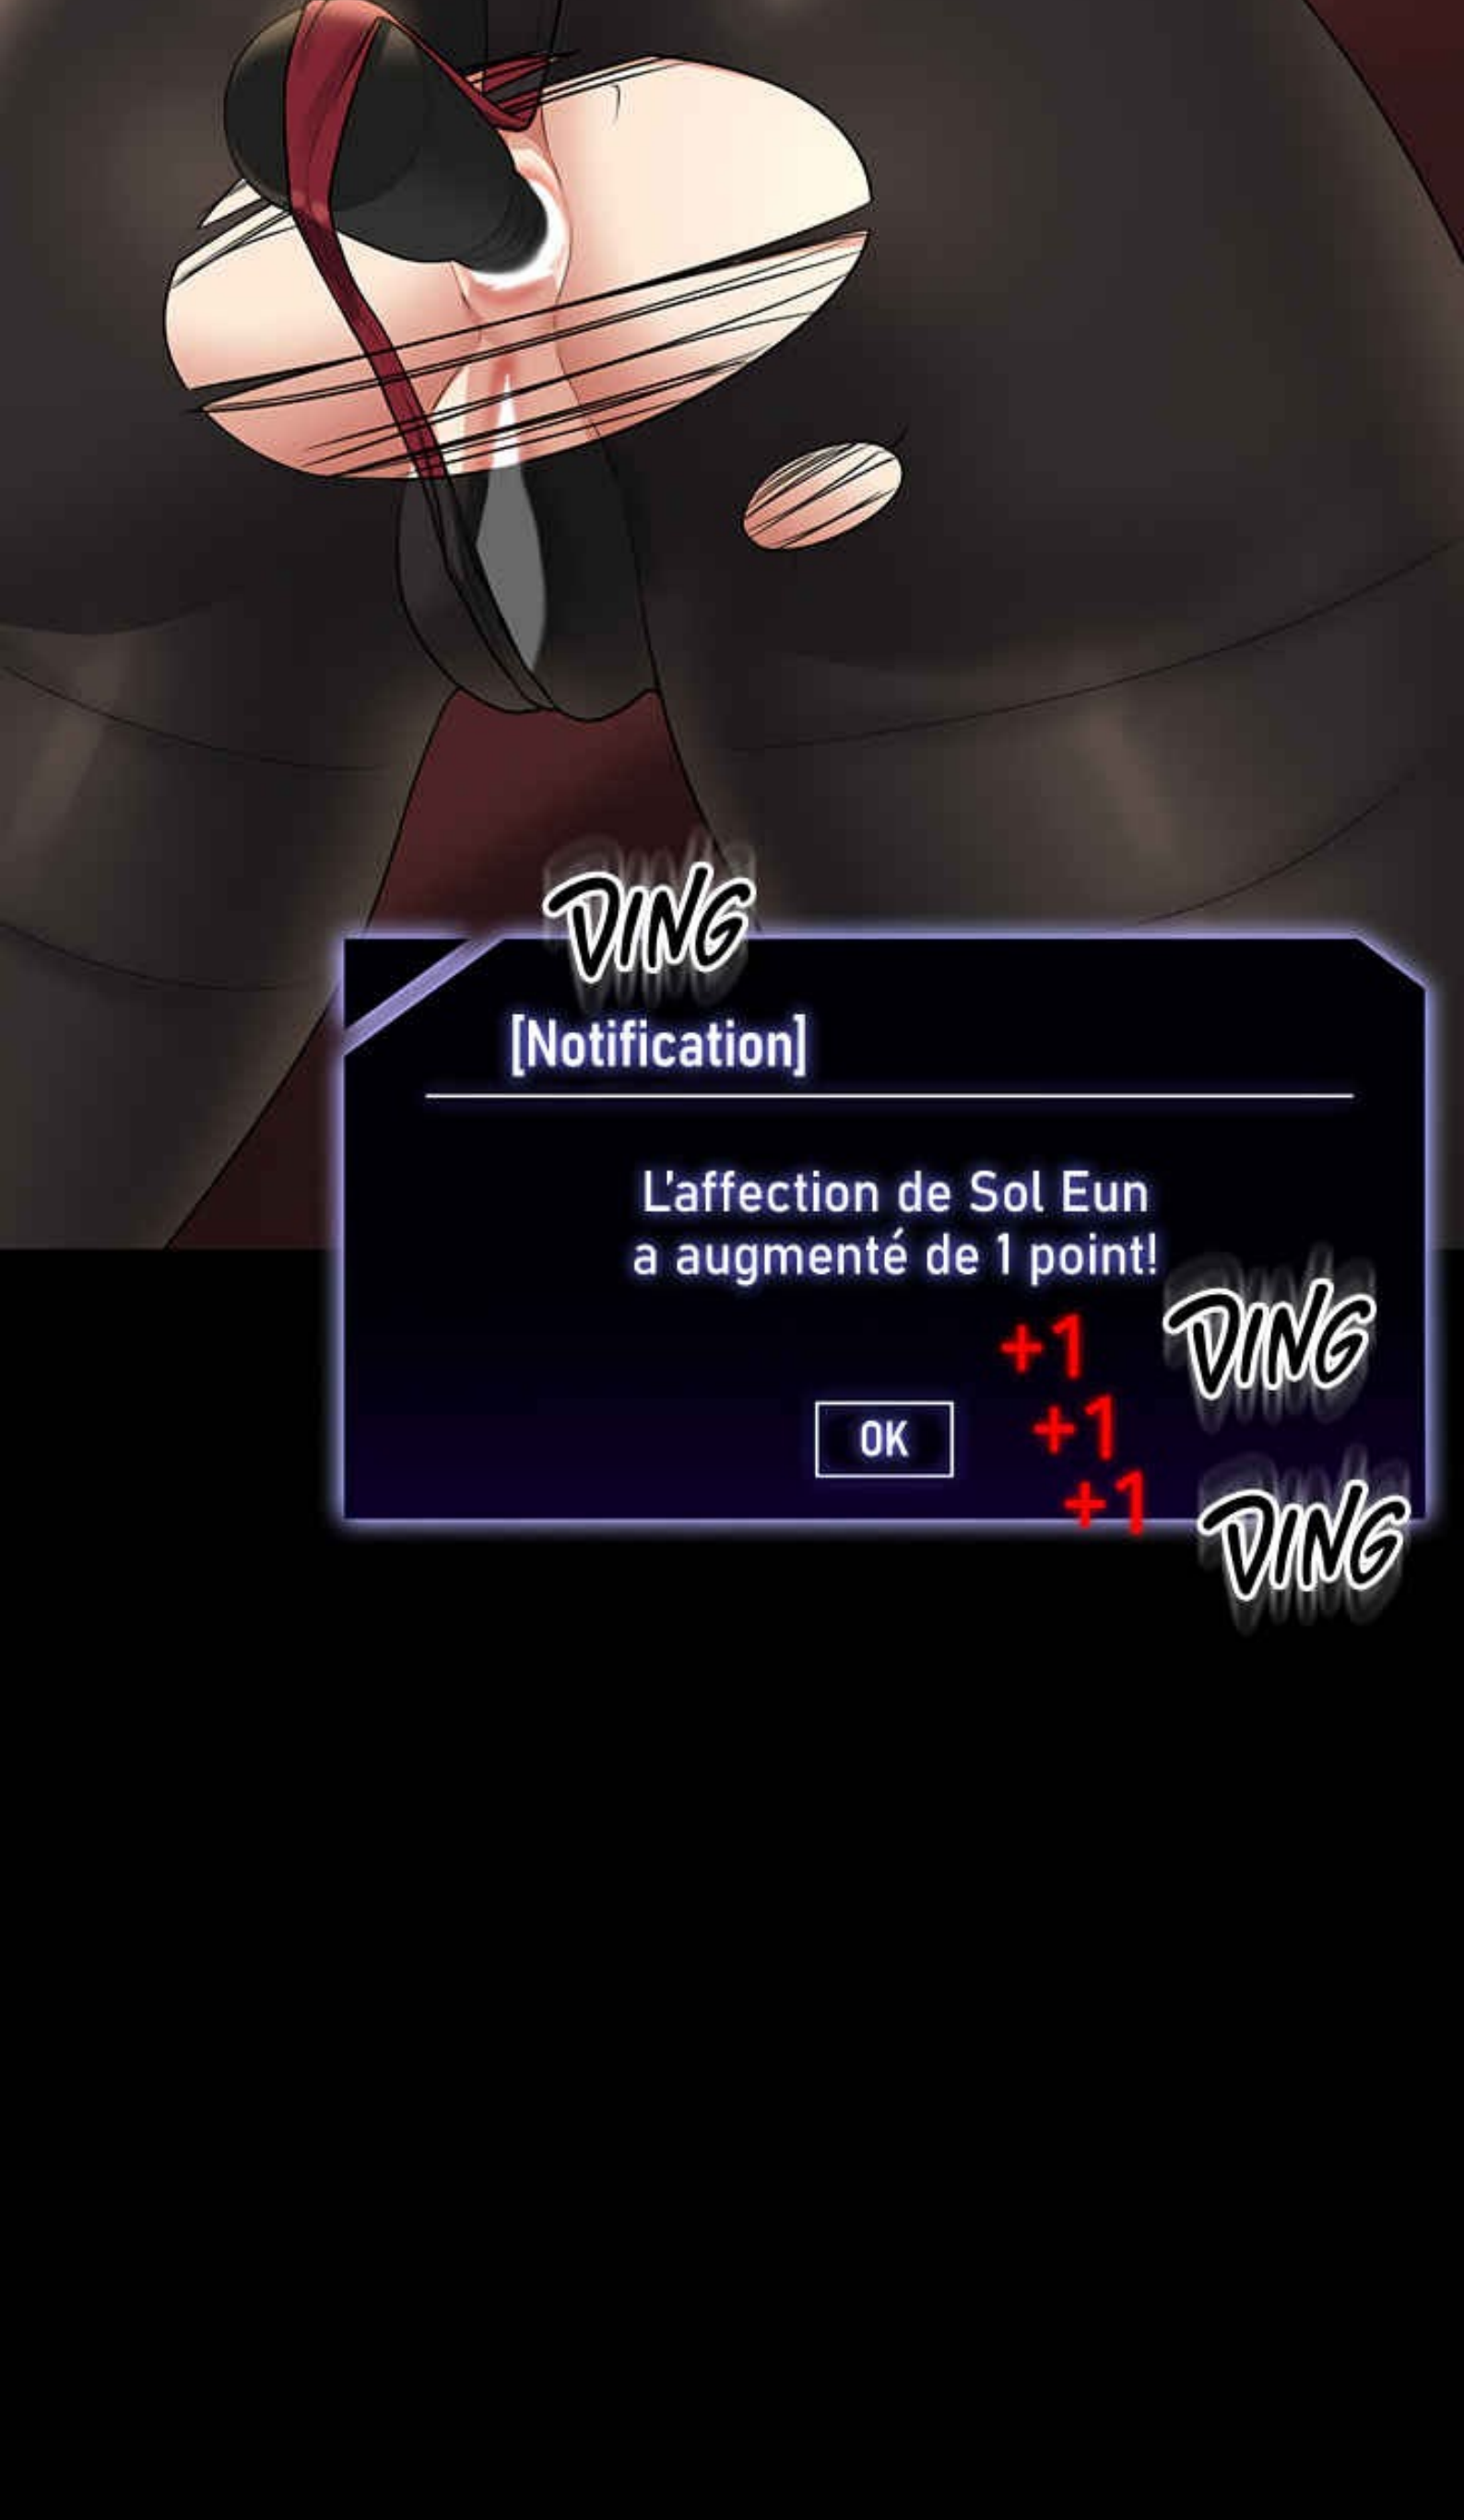 DING
[Notification]
L'affection de Sol Eun
a augmenté de 1 point!
+1
DING
OK
+1
+1
DING